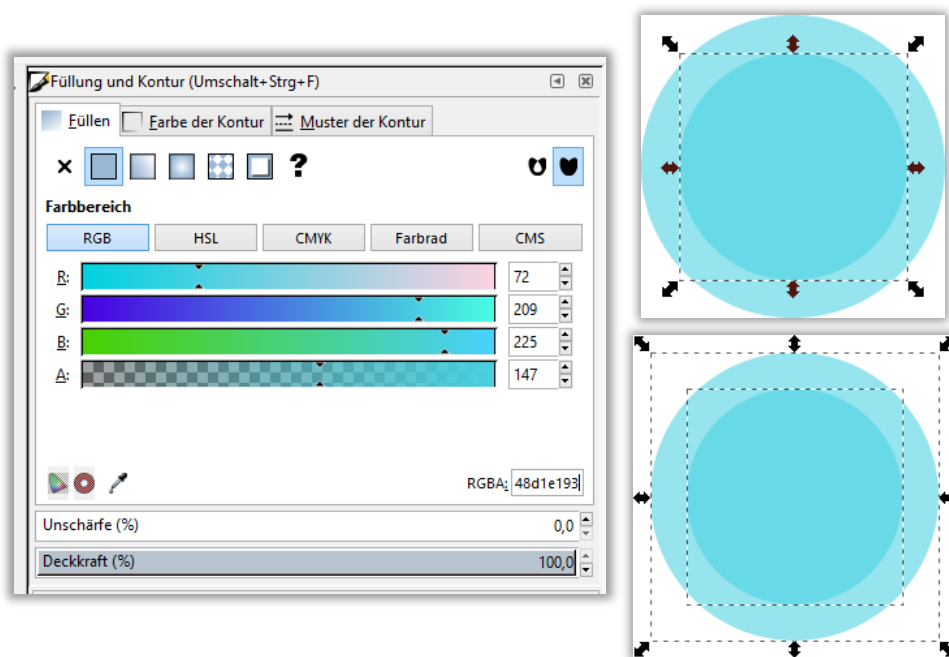 Füllung und Kontur (Umschalt+Strg+F)
Füllen Farbe der Kontur Muster der Kontur
?
Farbbereich
RGB HSL CMYK Farbrad CMS
R: 72
G: 209
B: 225
A: 147
RGBA: 48d1e193
Unschärfe (%) 0,0
Deckkraft (%) 100,0